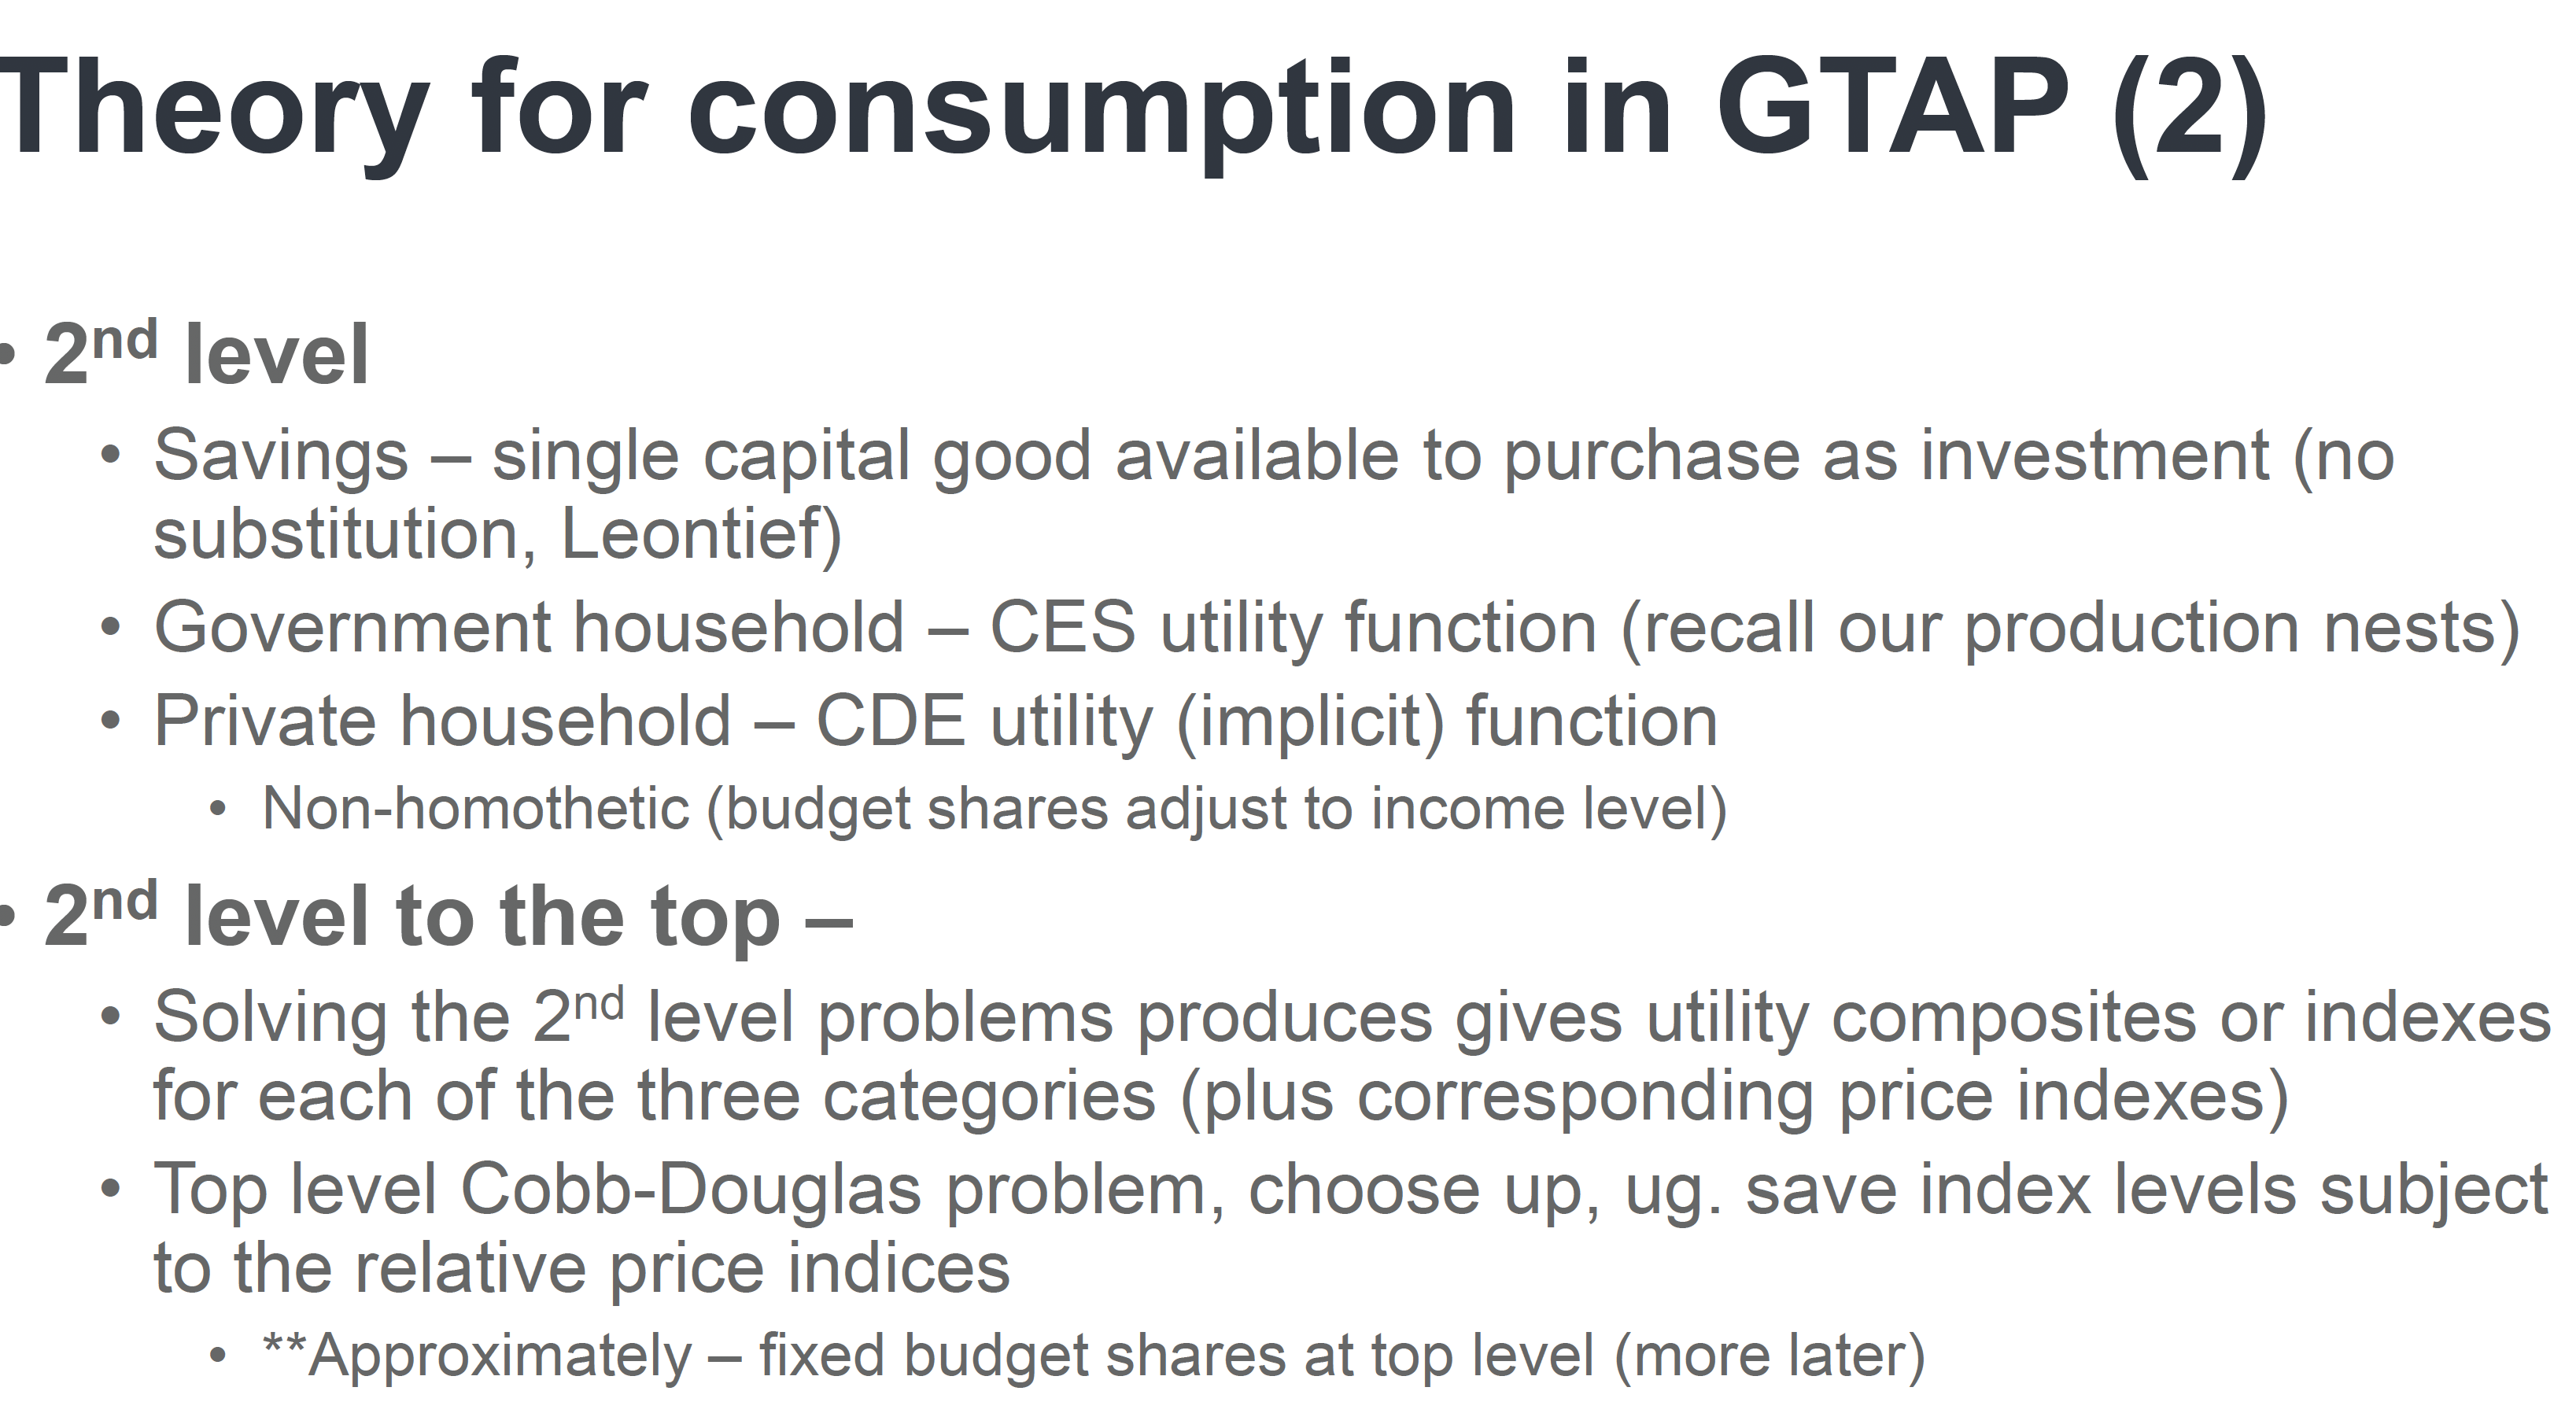 Theory for consumption in GTAP (2)
• 2nd level
• Savings – single capital good available to purchase as investment (no
substitution, Leontief)
• Government household – CES utility function (recall our production nests)
• Private household – CDE utility (implicit) function
• Non-homothetic (budget shares adjust to income level)
• 2nd level to the top –
• Solving the 2nd level problems produces gives utility composites or indexes
for each of the three categories (plus corresponding price indexes)
• Top level Cobb-Douglas problem, choose up, ug. save index levels subject
to the relative price indices
• **Approximately – fixed budget shares at top level (more later)